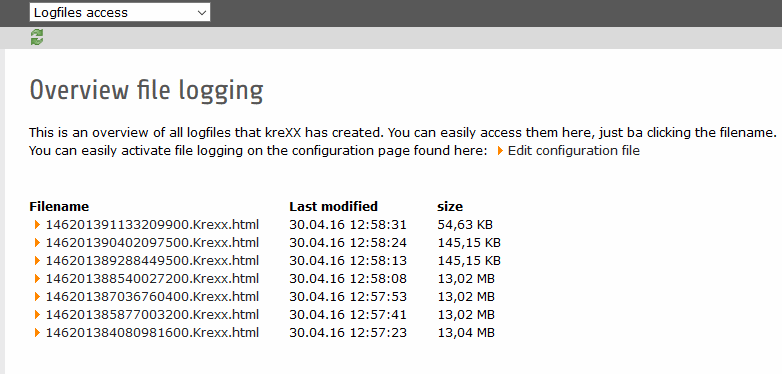 Logfiles access
Overview file logging
This is an overview of all logfiles that kreXX has created. You can easily access them here, just ba clicking the filename.
You can easily activate file logging on the configuration page found here: Edit configuration file
Filename Last modified size
146201391133209900.Krexx.html 30.04.16 12:58:31 54,63 KB
146201390402097500.Krexx.html 30.04.16 12:58:24 145,15 KB
146201389288449500.Krexx.html 30.04.16 12:58:13 145,15 KB
146201388540027200.Krexx.html 30.04.16 12:58:08 13,02 MB
146201387036760400.Krexx.html 30.04.16 12:57:53 13,02 MB
146201385877003200.Krexx.html 30.04.16 12:57:41 13,02 MB
146201384080981600.Krexx.html 30.04.16 12:57:23 13,04 MB